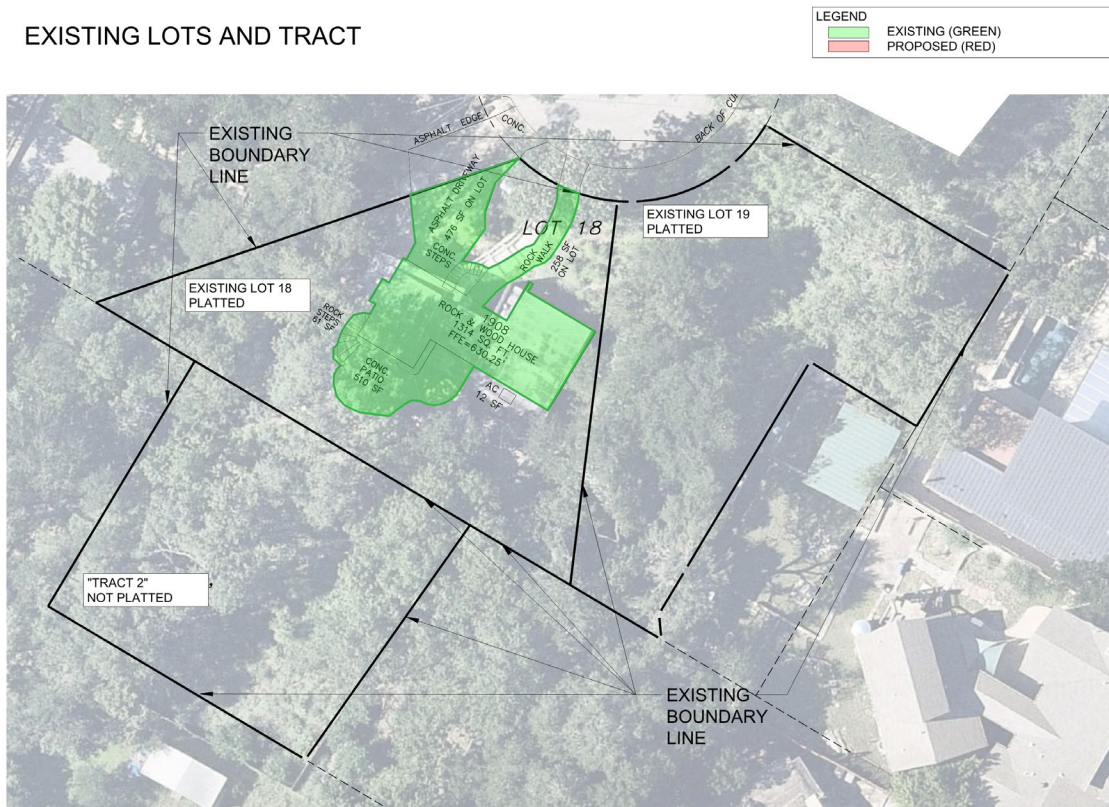 EXISTING LOTS AND TRACT
LEGEND
EXISTING (GREEN)
PROPOSED (RED)
EXISTING
BOUNDARY
LINE
ASPHALT EDGE
CONC.
BACK OF CU
ASPHALT DRIVEWAY
476 SF ON LOT
CONC.
STEPS
LOT 18
ROCK
WALK
258 SF
ON LOT
EXISTING LOT 19
PLATTED
EXISTING LOT 18
PLATTED
ROCK
STEPS
81 SF
1908
ROCK & WOOD HOUSE
1314 SQ. FT.
FFE=630.25'
CONC.
PATIO
510 SF
AC
12 SF
"TRACT 2"
NOT PLATTED
EXISTING
BOUNDARY
LINE